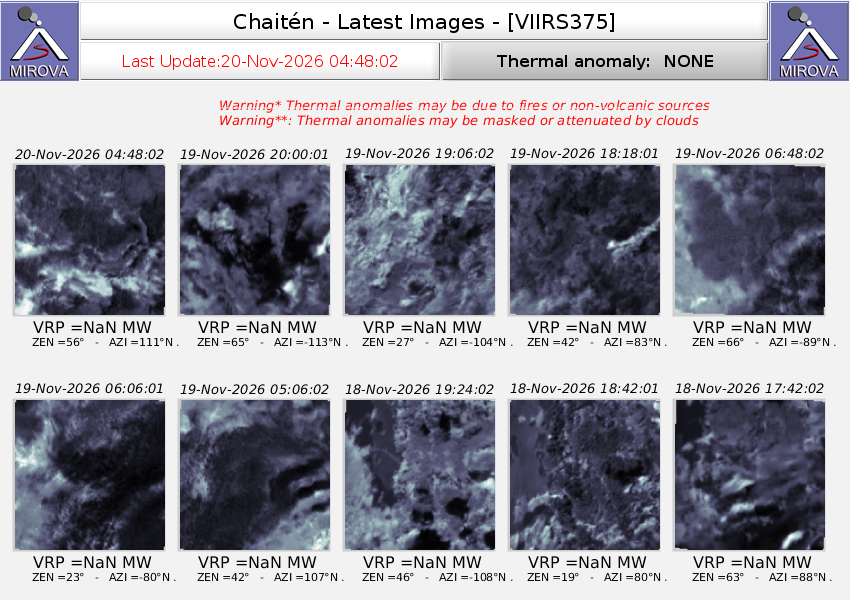 Chaitén - Latest Images - [VIIRS375]
MIROVA
MIROVA
Last Update:20-Nov-2026 04:48:02
Thermal anomaly: NONE
Warning* Thermal anomalies may be due to fires or non-volcanic sources
Warning**: Thermal anomalies may be masked or attenuated by clouds
20-Nov-2026 04:48:02 19-Nov-2026 20:00:01 19-Nov-2026 19:06:02 19-Nov-2026 18:18:01 19-Nov-2026 06:48:02
VRP =NaN MW VRP =NaN MW VRP =NaN MW VRP =NaN MW VRP =NaN MW
ZEN =56° - AZI =111°N . ZEN =65° - AZI =-113°N . ZEN =27° - AZI =-104°N . ZEN =42° - AZI =83°N . ZEN =66° - AZI =-89°N .
19-Nov-2026 06:06:01 19-Nov-2026 05:06:02 18-Nov-2026 19:24:02 18-Nov-2026 18:42:01 18-Nov-2026 17:42:02
VRP =NaN MW VRP =NaN MW VRP =NaN MW VRP =NaN MW VRP =NaN MW
ZEN =23° - AZI =-80°N . ZEN =42° - AZI =107°N . ZEN =46° - AZI =-108°N . ZEN =19° - AZI =80°N . ZEN =63° - AZI =88°N .